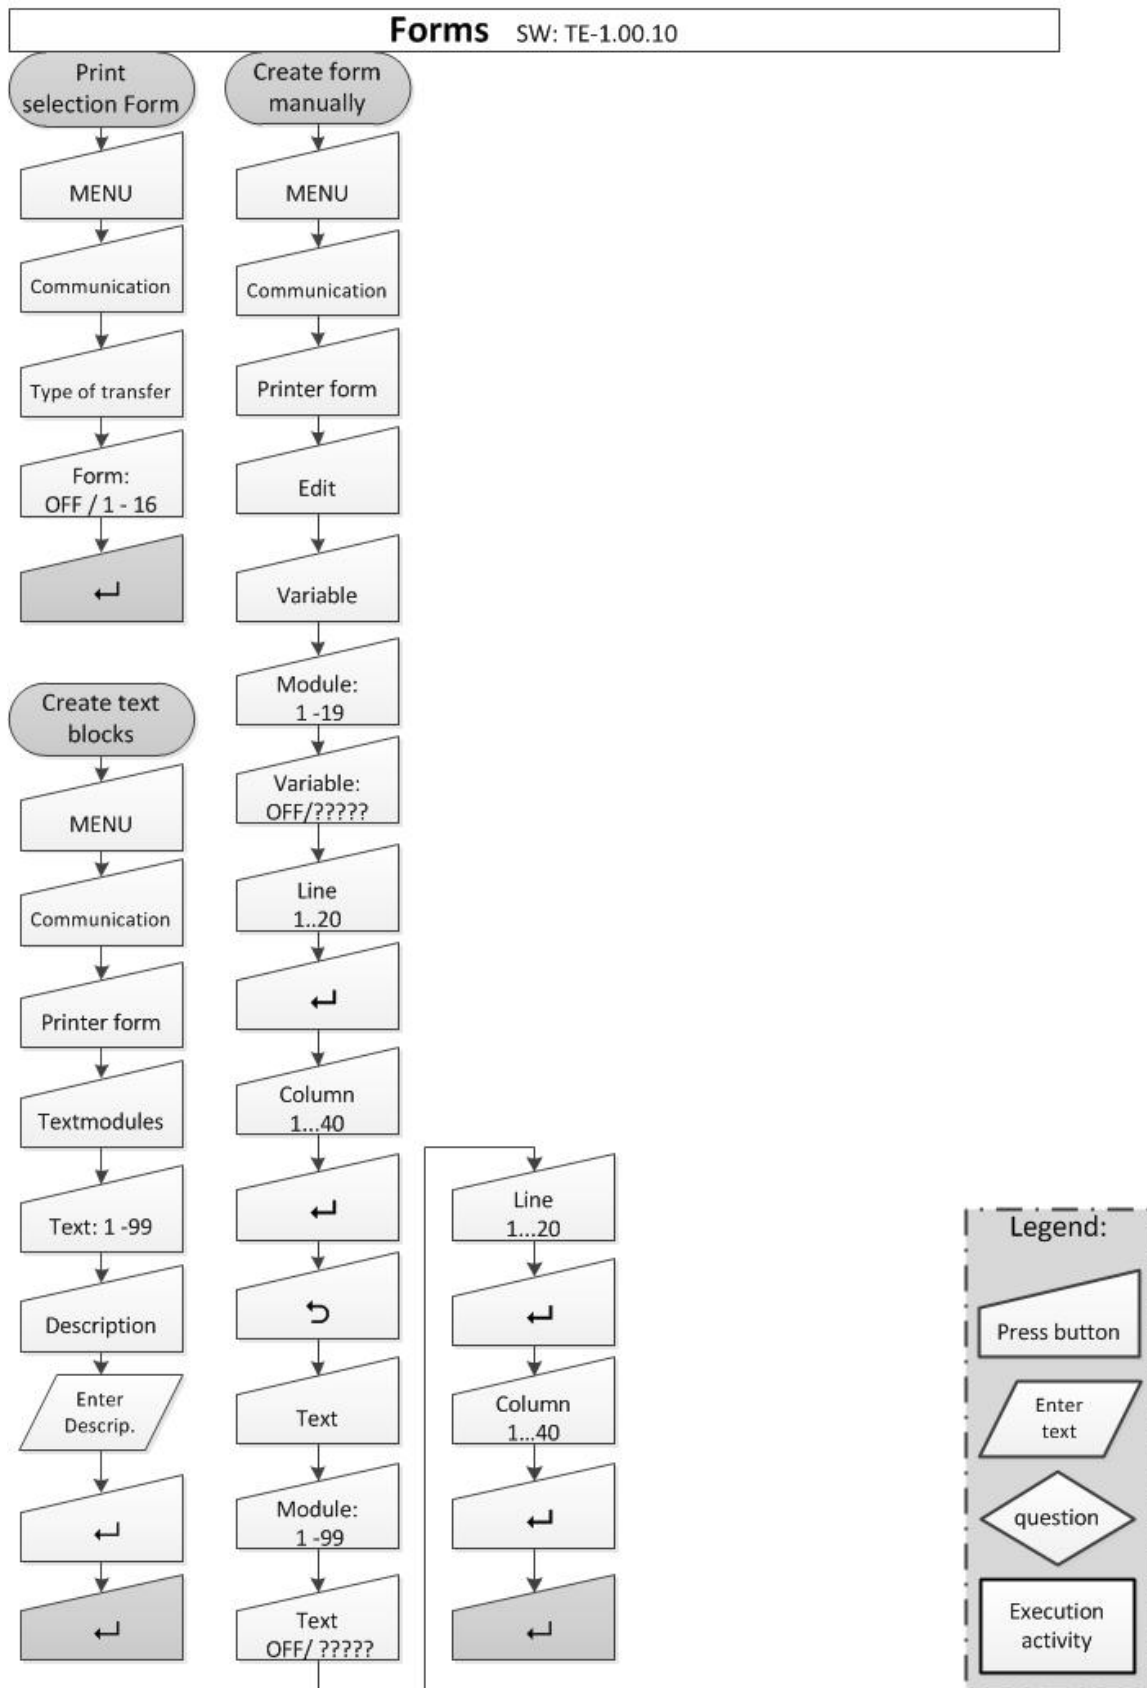 Forms SW: TE-1.00.10
Print
selection Form
MENU
Communication
Type of transfer
Form:
OFF / 1 - 16
↵
Create text
blocks
MENU
Communication
Printer form
Textmodules
Text: 1 -99
Description
Enter
Descrip.
↵
↵
Create form
manually
MENU
Communication
Printer form
Edit
Variable
Module:
1 -19
Variable:
OFF/?????
Line
1..20
↵
Column
1...40
↵
⮌
Text
Module:
1 -99
Text
OFF/ ?????
Line
1...20
↵
Column
1...40
↵
↵
Legend:
Press button
Enter
text
question
Execution
activity